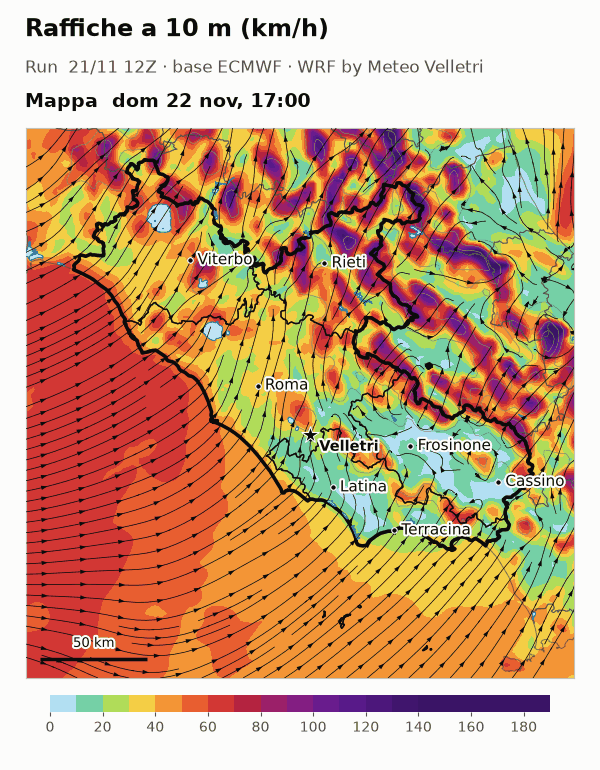 Raffiche a 10 m (km/h)
Run  21/11 12Z · base ECMWF · WRF by Meteo Velletri
Mappa  dom 22 nov, 17:00
Viterbo
Rieti
Roma
Velletri
Frosinone
Cassino
Latina
Terracina
50 km
0 20 40 60 80 100 120 140 160 180